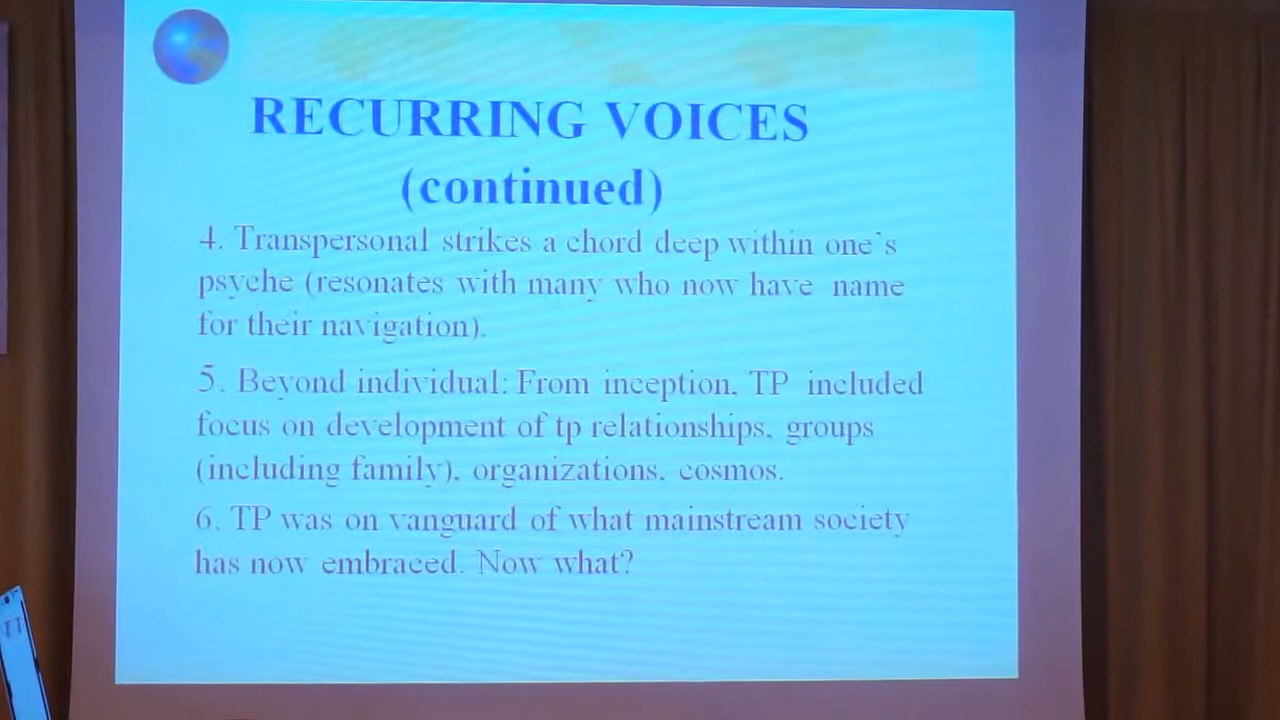 RECURRING VOICES
(continued)
4. Transpersonal strikes a chord deep within one's
psyche (resonates with many who now have name
for their navigation).
5. Beyond individual: From inception, TP included
focus on development of tp relationships, groups
(including family), organizations, cosmos.
6. TP was on vanguard of what mainstream society
has now embraced. Now what?